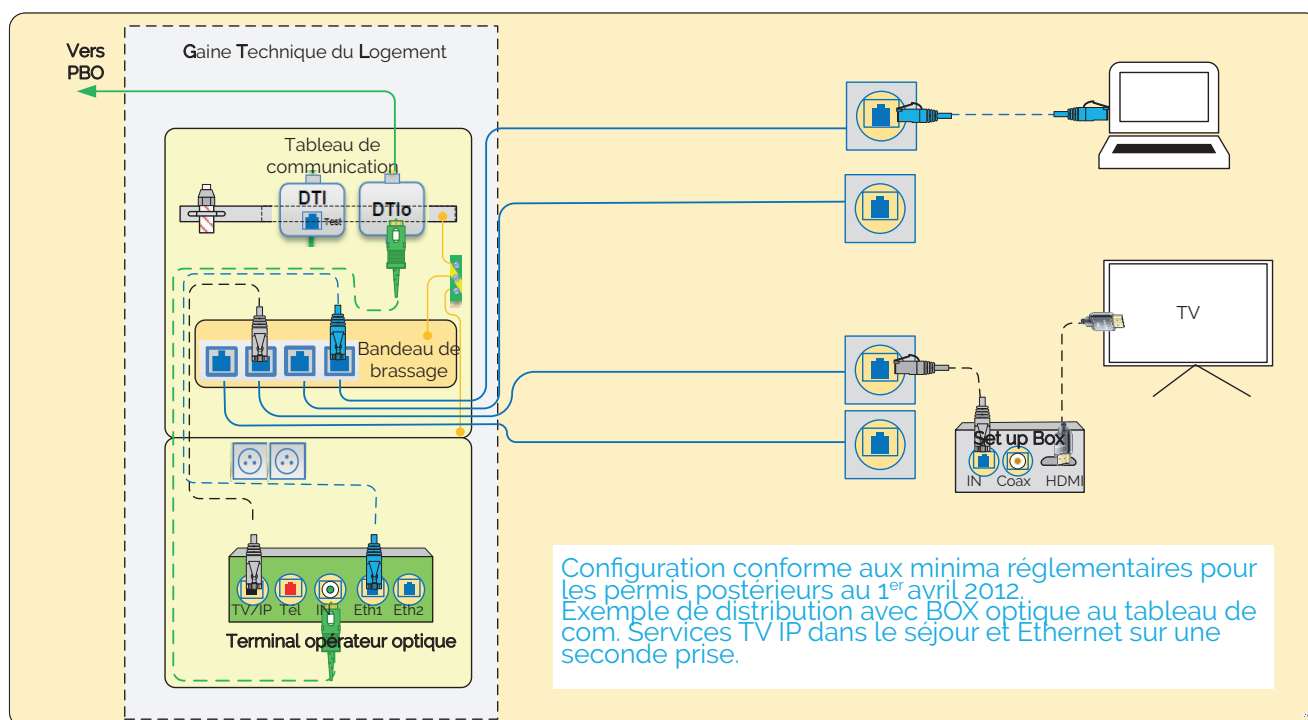 Vers
PBO
Gaine Technique du Logement
Tableau de
communication
DTI
Test
DTIo
Bandeau de
brassage
TV
Set up Box
IN Coax HDMI
TV/IP Tél IN Eth1 Eth2
Terminal opérateur optique
Configuration conforme aux minima réglementaires pour
les permis postérieurs au 1er avril 2012.
Exemple de distribution avec BOX optique au tableau de
com. Services TV IP dans le séjour et Ethernet sur une
seconde prise.